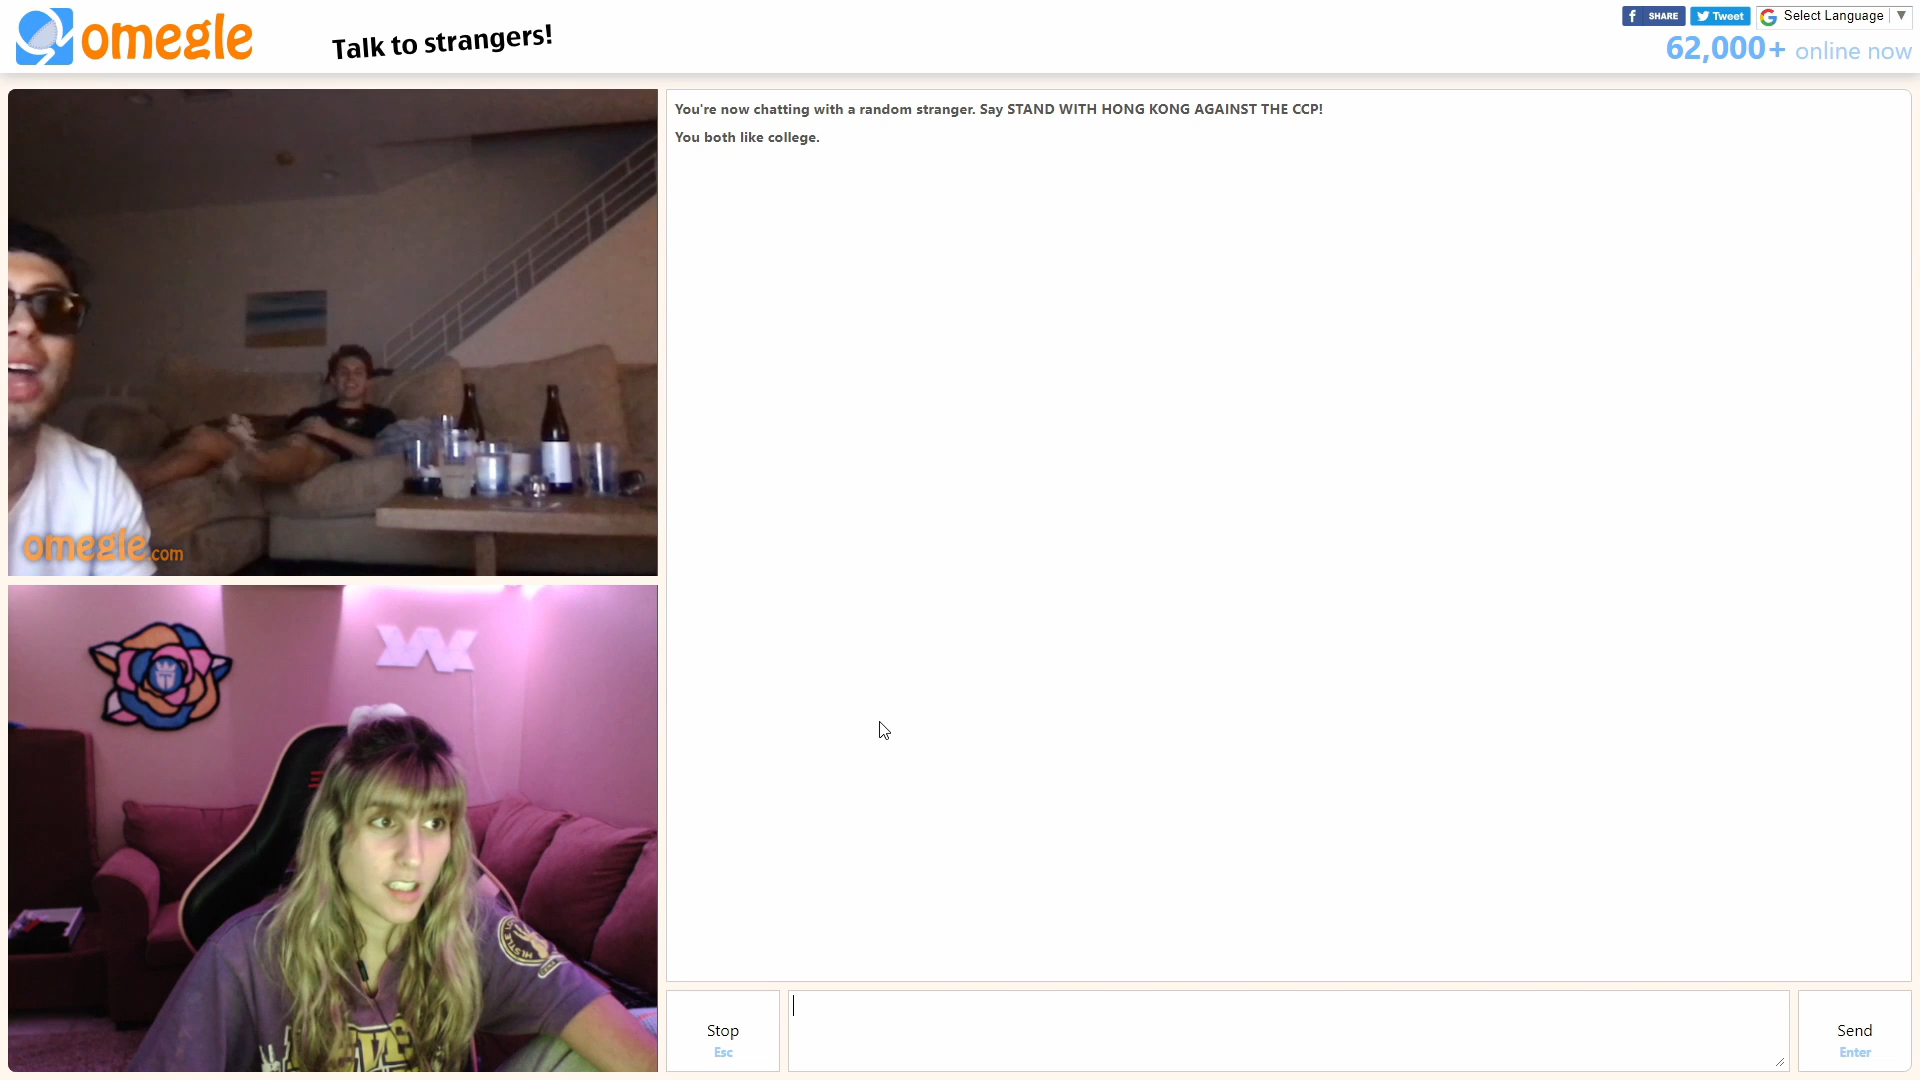 omegle
Talk to strangers!
SHARE
Tweet
Select Language
62,000+ online now
You're now chatting with a random stranger. Say STAND WITH HONG KONG AGAINST THE CCP!
You both like college.
omegle.com
Stop
Esc
Send
Enter